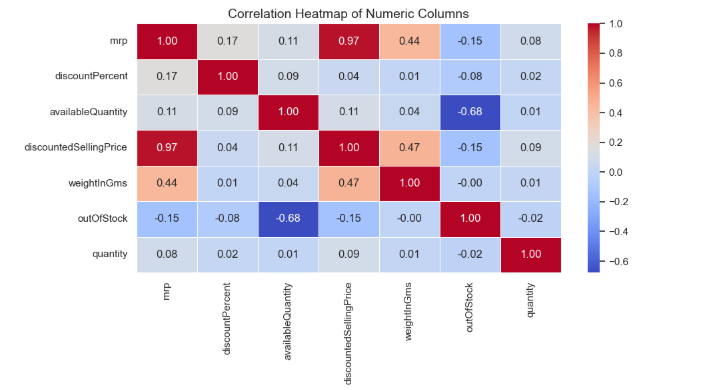 Correlation Heatmap of Numeric Columns
mrp 1.00 0.17 0.11 0.97 0.44 -0.15 0.08
discountPercent 0.17 1.00 0.09 0.04 0.01 -0.08 0.02
availableQuantity 0.11 0.09 1.00 0.11 0.04 -0.68 0.01
discountedSellingPrice 0.97 0.04 0.11 1.00 0.47 -0.15 0.09
weightInGms 0.44 0.01 0.04 0.47 1.00 -0.00 0.01
outOfStock -0.15 -0.08 -0.68 -0.15 -0.00 1.00 -0.02
quantity 0.08 0.02 0.01 0.09 0.01 -0.02 1.00
mrp
discountPercent
availableQuantity
discountedSellingPrice
weightInGms
outOfStock
quantity
1.0
0.8
0.6
0.4
0.2
0.0
-0.2
-0.4
-0.6